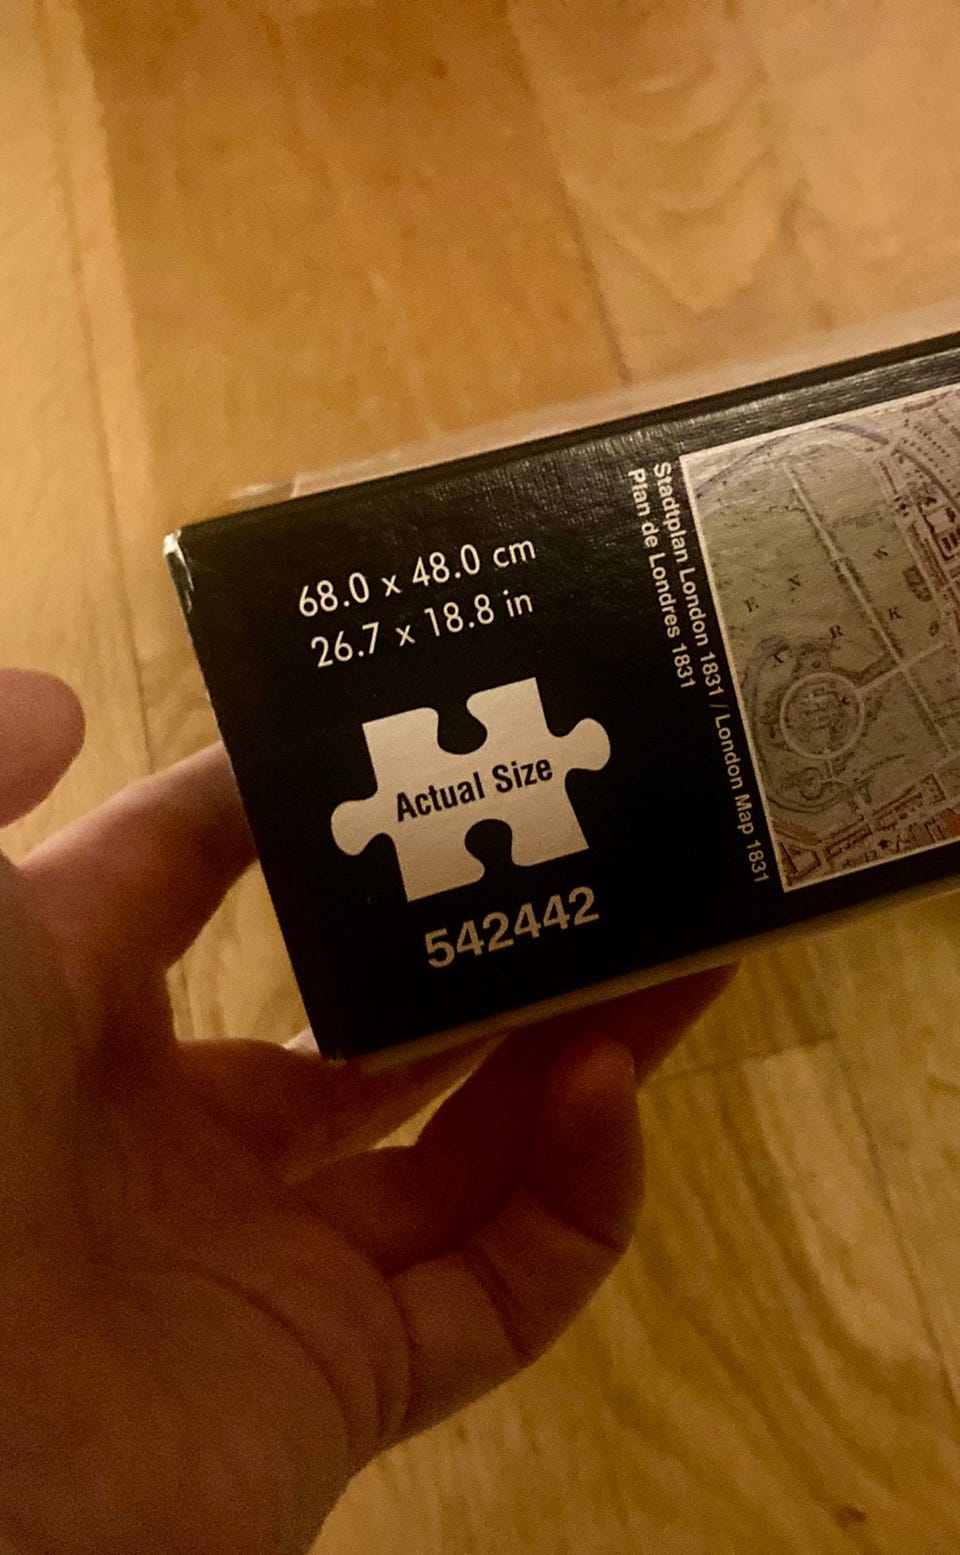 68.0 x 48.0 cm
26.7 x 18.8 in
Actual Size
542442
Stadtplan London 1831 / London Map 1831
Plan de Londres 1831